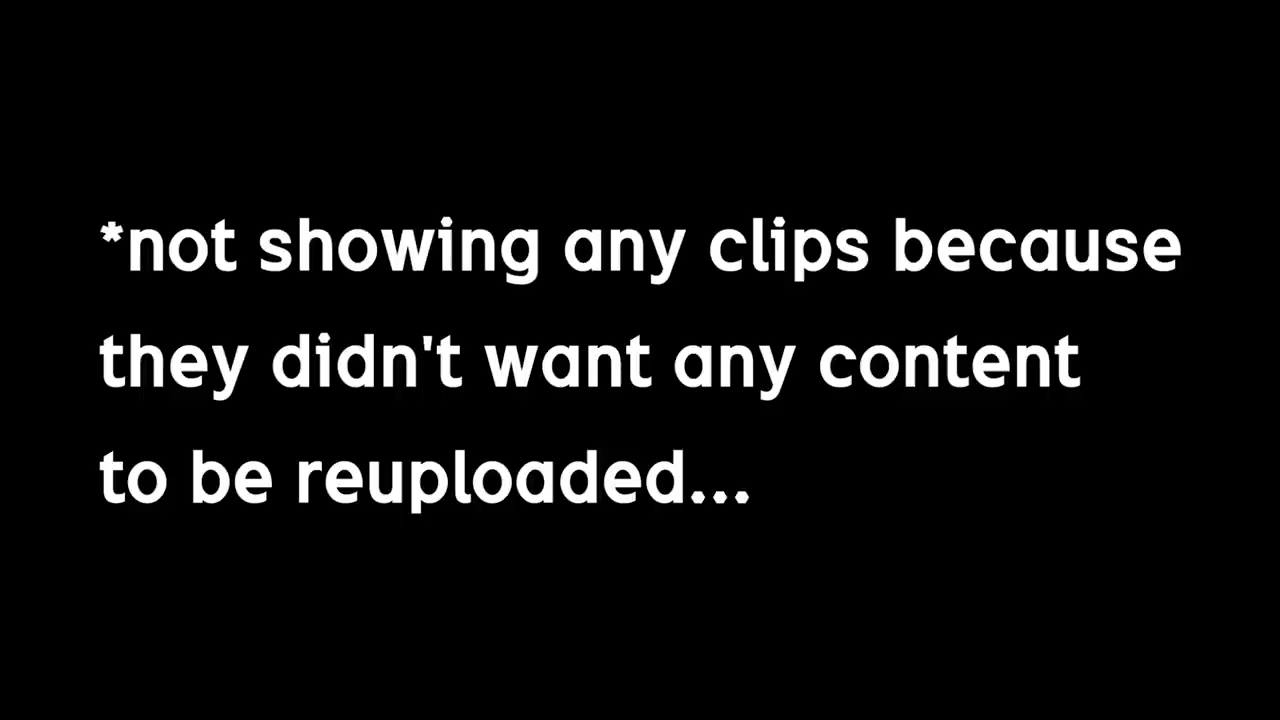 *not showing any clips because
they didn't want any content
to be reuploaded...